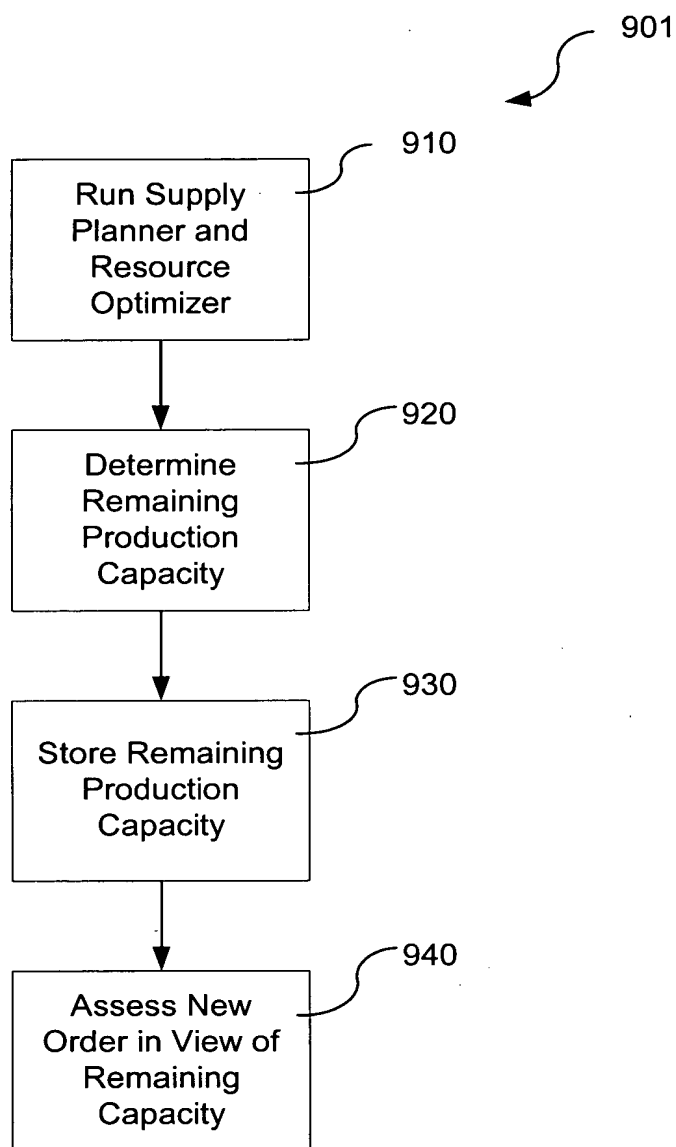 901
910
Run Supply
Planner and
Resource
Optimizer
920
Determine
Remaining
Production
Capacity
930
Store Remaining
Production
Capacity
940
Assess New
Order in View of
Remaining
Capacity